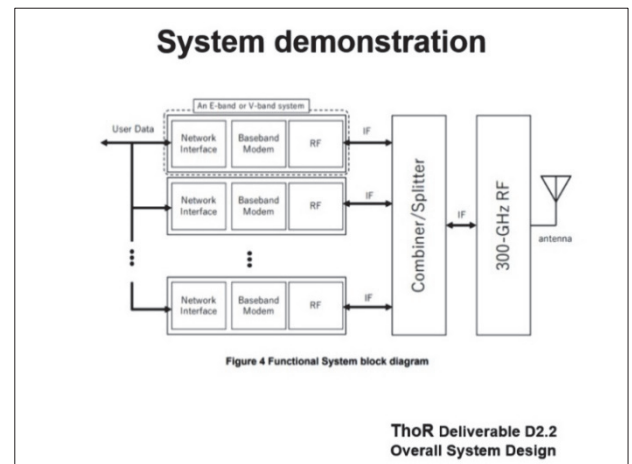 System demonstration
An E-band or V-band system
User Data
Network
Interface
Baseband
Modem
RF
IF
Network
Interface
Baseband
Modem
RF
IF
Network
Interface
Baseband
Modem
RF
IF
Combiner/Splitter
IF
300-GHz RF
antenna
Figure 4 Functional System block diagram
ThoR Deliverable D2.2
Overall System Design